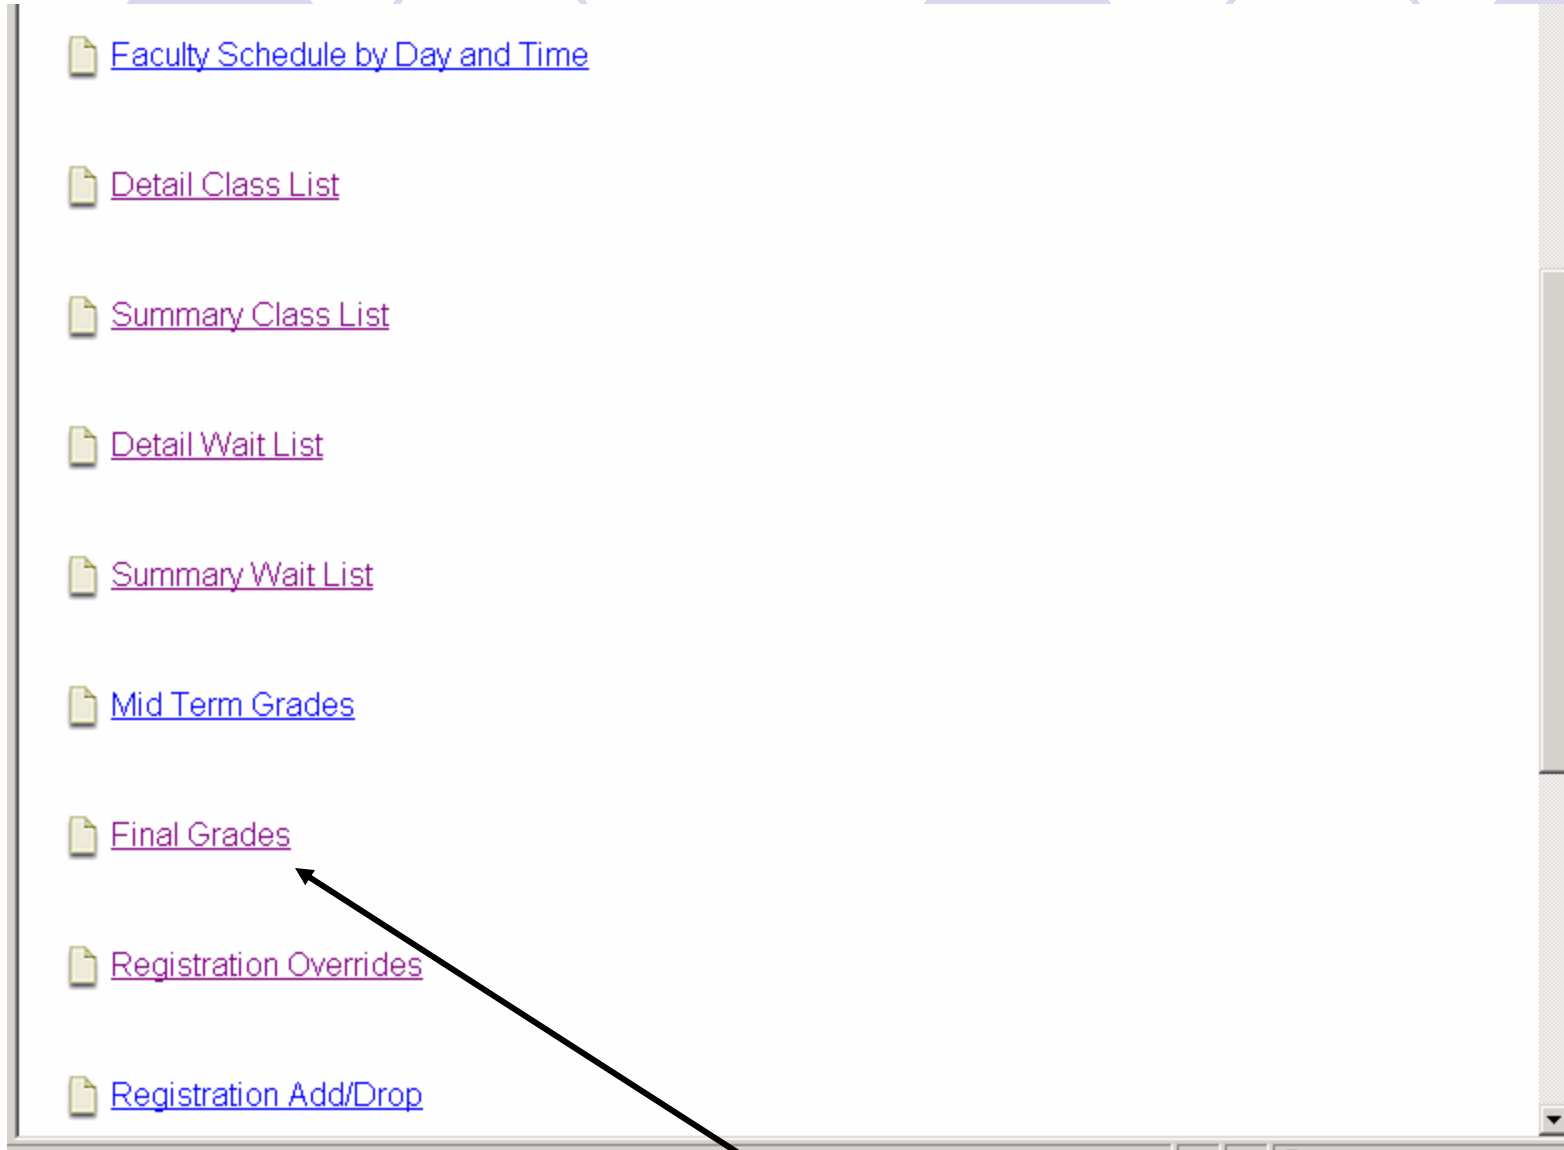 Faculty Schedule by Day and Time
Detail Class List
Summary Class List
Detail Wait List
Summary Wait List
Mid Term Grades
Final Grades
Registration Overrides
Registration Add/Drop